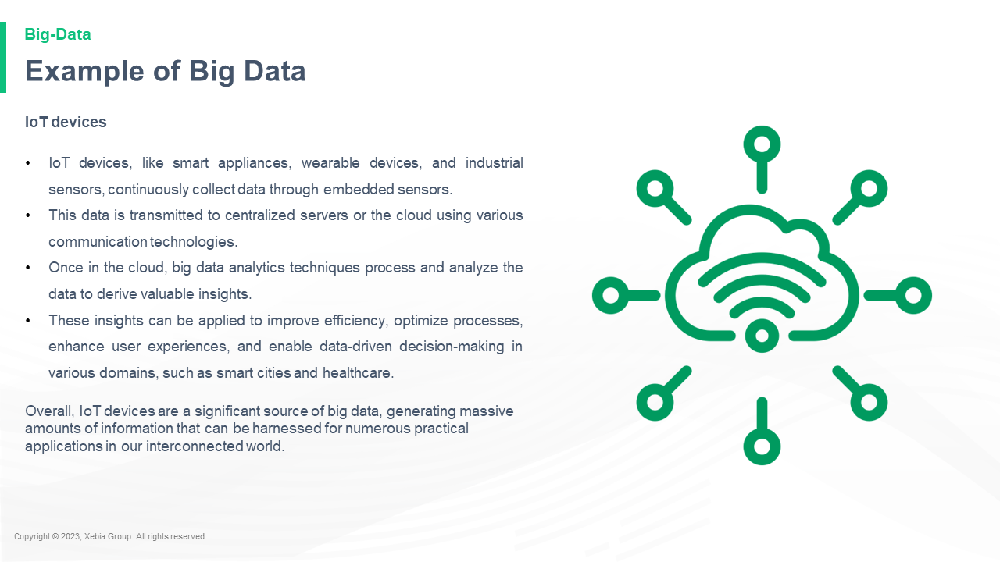 Big-Data
Example of Big Data
IoT devices
• IoT devices, like smart appliances, wearable devices, and industrial
sensors, continuously collect data through embedded sensors.
• This data is transmitted to centralized servers or the cloud using various
communication technologies.
• Once in the cloud, big data analytics techniques process and analyze the
data to derive valuable insights.
• These insights can be applied to improve efficiency, optimize processes,
enhance user experiences, and enable data-driven decision-making in
various domains, such as smart cities and healthcare.
Overall, IoT devices are a significant source of big data, generating massive
amounts of information that can be harnessed for numerous practical
applications in our interconnected world.
Copyright © 2023, Xebia Group. All rights reserved.